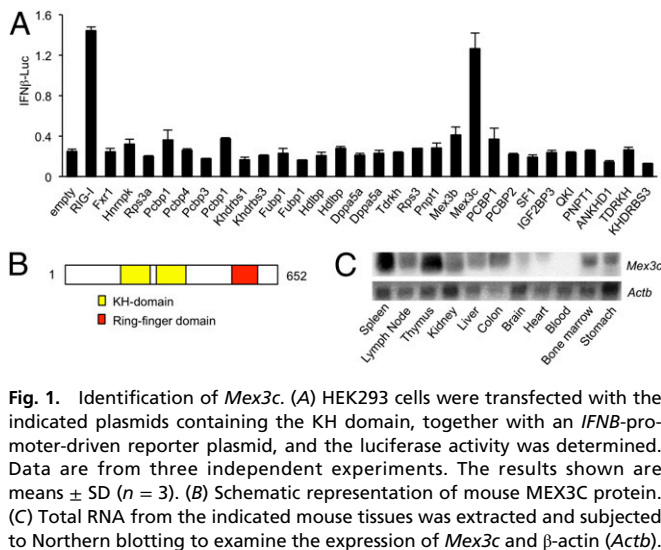 A
1.6
1.2
0.8
0.4
0
IFNβ-Luc
empty
RIG-I
Fxr1
Hnrnpk
Rps3a
Pcbp1
Pcbp4
Pcbp3
Pcbp1
Khdrbs1
Khdrbs3
Fubp1
Fubp1
Hdlbp
Hdlbp
Dppa5a
Dppa5a
Tdrkh
Rps3
Pnpt1
Mex3b
Mex3c
PCBP1
PCBP2
SF1
IGF2BP3
QKI
PNPT1
ANKHD1
TDRKH
KHDRBS3
B
1
652
KH-domain
Ring-finger domain
C
Mex3c
Actb
Spleen
Lymph Node
Thymus
Kidney
Liver
Colon
Brain
Heart
Blood
Bone marrow
Stomach
Fig. 1. Identification of Mex3c. (A) HEK293 cells were transfected with the
indicated plasmids containing the KH domain, together with an IFNB-pro-
moter-driven reporter plasmid, and the luciferase activity was determined.
Data are from three independent experiments. The results shown are
means ± SD (n = 3). (B) Schematic representation of mouse MEX3C protein.
(C) Total RNA from the indicated mouse tissues was extracted and subjected
to Northern blotting to examine the expression of Mex3c and β-actin (Actb).